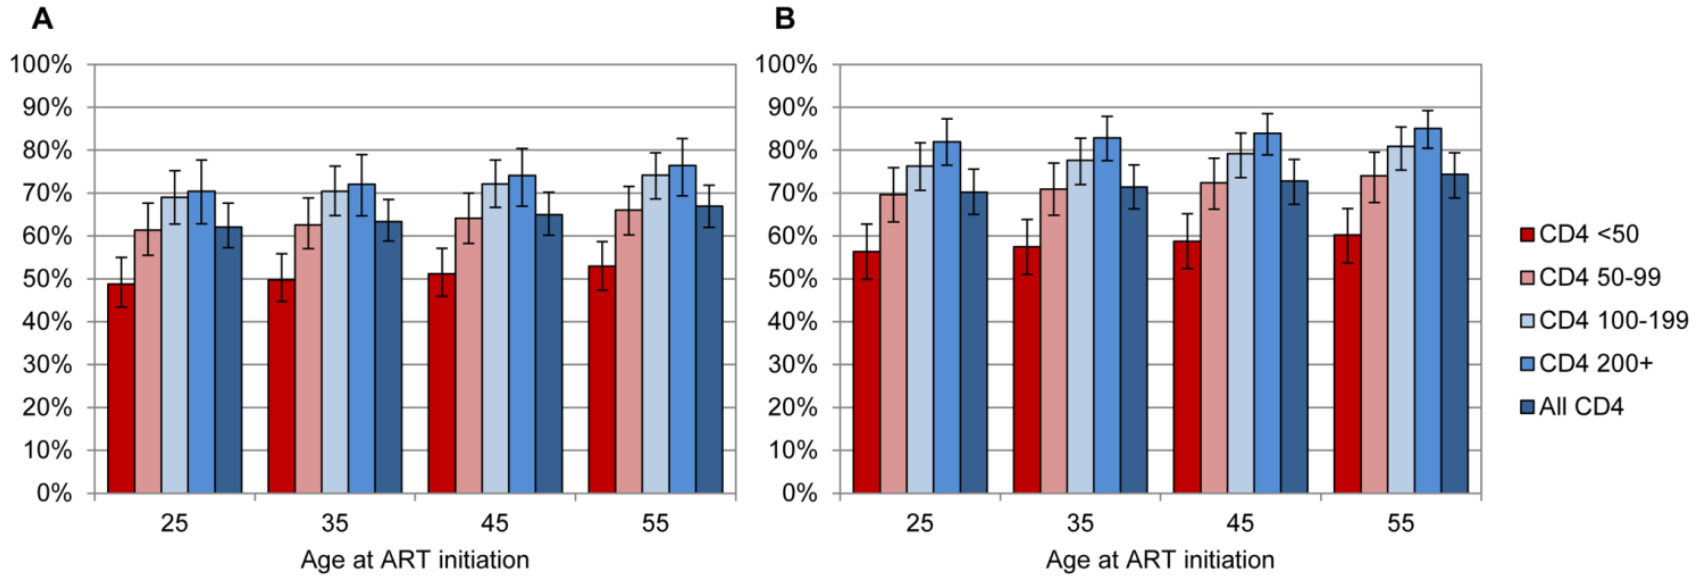 A
100%
90%
80%
70%
60%
50%
40%
30%
20%
10%
0%
25 35 45 55
Age at ART initiation
B
100%
90%
80%
70%
60%
50%
40%
30%
20%
10%
0%
25 35 45 55
Age at ART initiation
CD4 <50
CD4 50-99
CD4 100-199
CD4 200+
All CD4